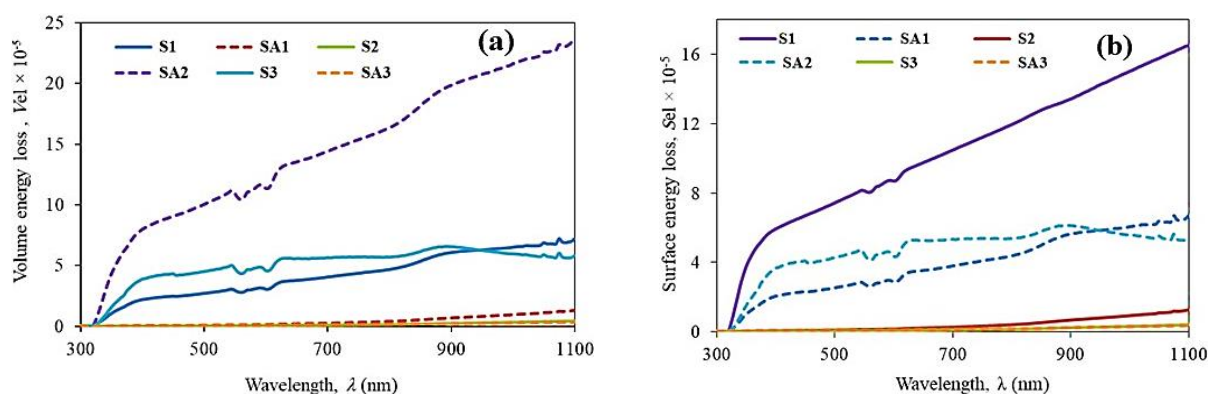 (a)
Volume energy loss , Vel × 10⁻⁵
25
20
15
10
5
0
S1 SA1 S2
SA2 S3 SA3
300 500 700 900 1100
Wavelength, λ (nm)
(b)
Surface energy loss, Sel × 10⁻⁵
16
12
8
4
0
S1 SA1 S2
SA2 S3 SA3
300 500 700 900 1100
Wavelength, λ (nm)